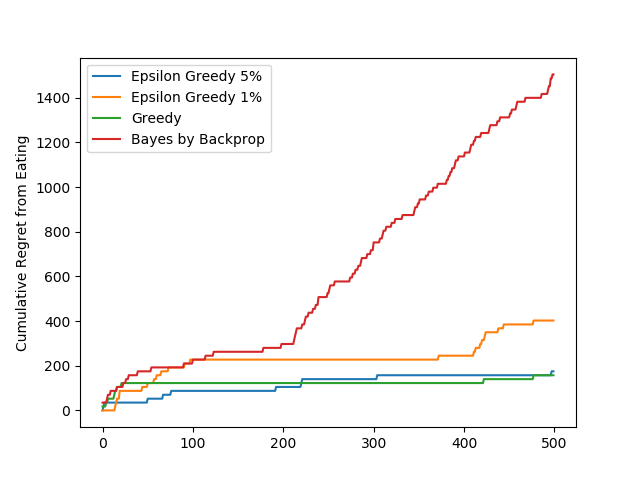 Epsilon Greedy 5%
Epsilon Greedy 1%
Greedy
Bayes by Backprop
Cumulative Regret from Eating
1400
1200
1000
800
600
400
200
0
0 100 200 300 400 500